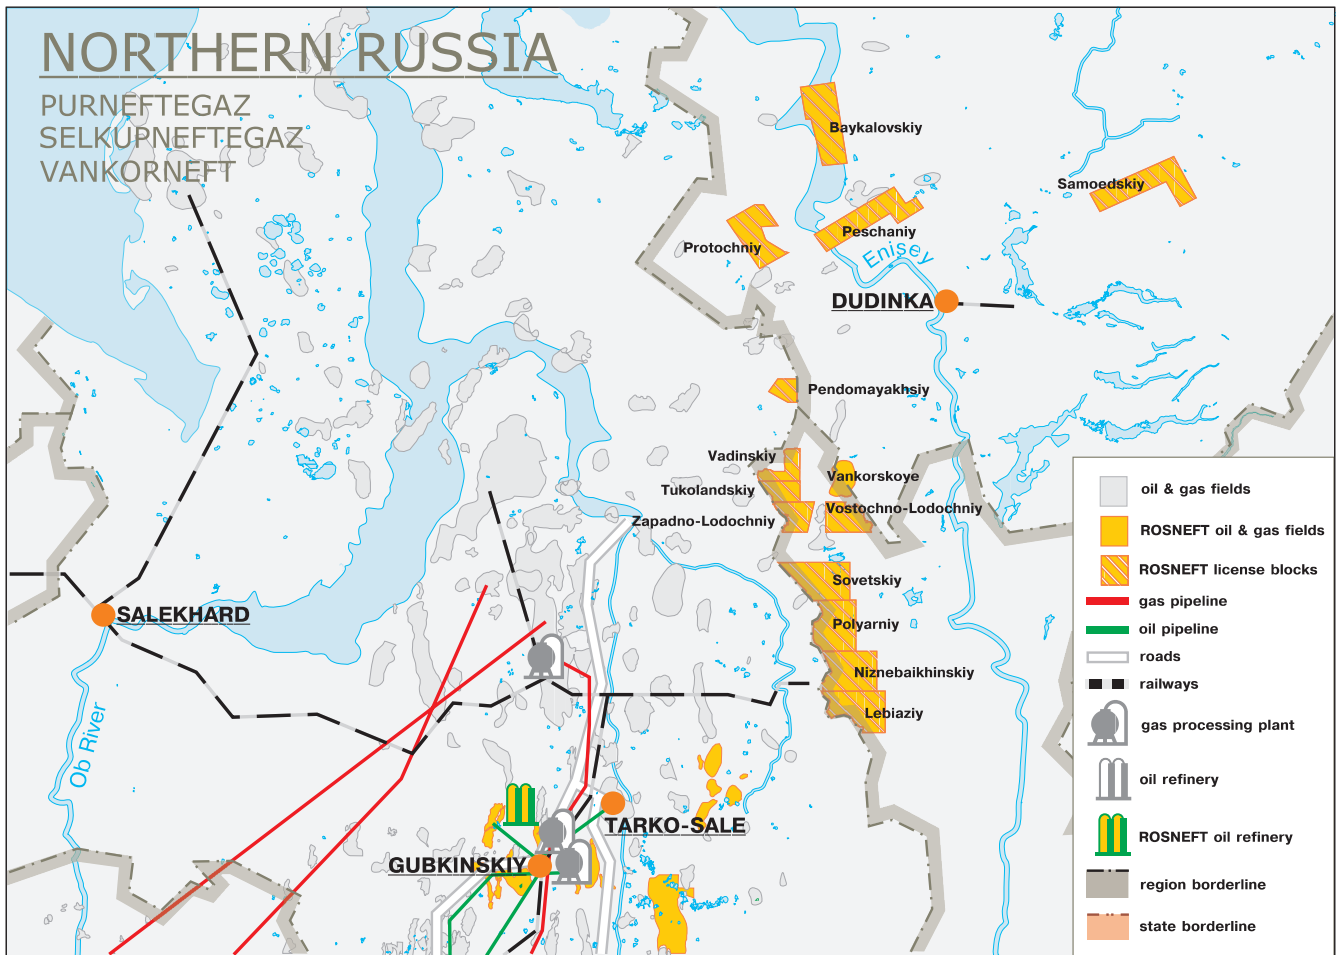 NORTHERN RUSSIA
PURNEFTEGAZ
SELKUPNEFTEGAZ
VANKORNEFT
Baykalovskiy
Samoedskiy
Peschaniy
Protochniy
Enisey
DUDINKA
Pendomayakhsiy
Vadinskiy
Vankorskoye
Tukolandskiy
Vostochno-Lodochniy
Zapadno-Lodochniy
Sovetskiy
SALEKHARD
Polyarniy
Niznebaikhinskiy
Lebiaziy
Ob River
TARKO-SALE
GUBKINSKIY
oil & gas fields
ROSNEFT oil & gas fields
ROSNEFT license blocks
gas pipeline
oil pipeline
roads
railways
gas processing plant
oil refinery
ROSNEFT oil refinery
region borderline
state borderline